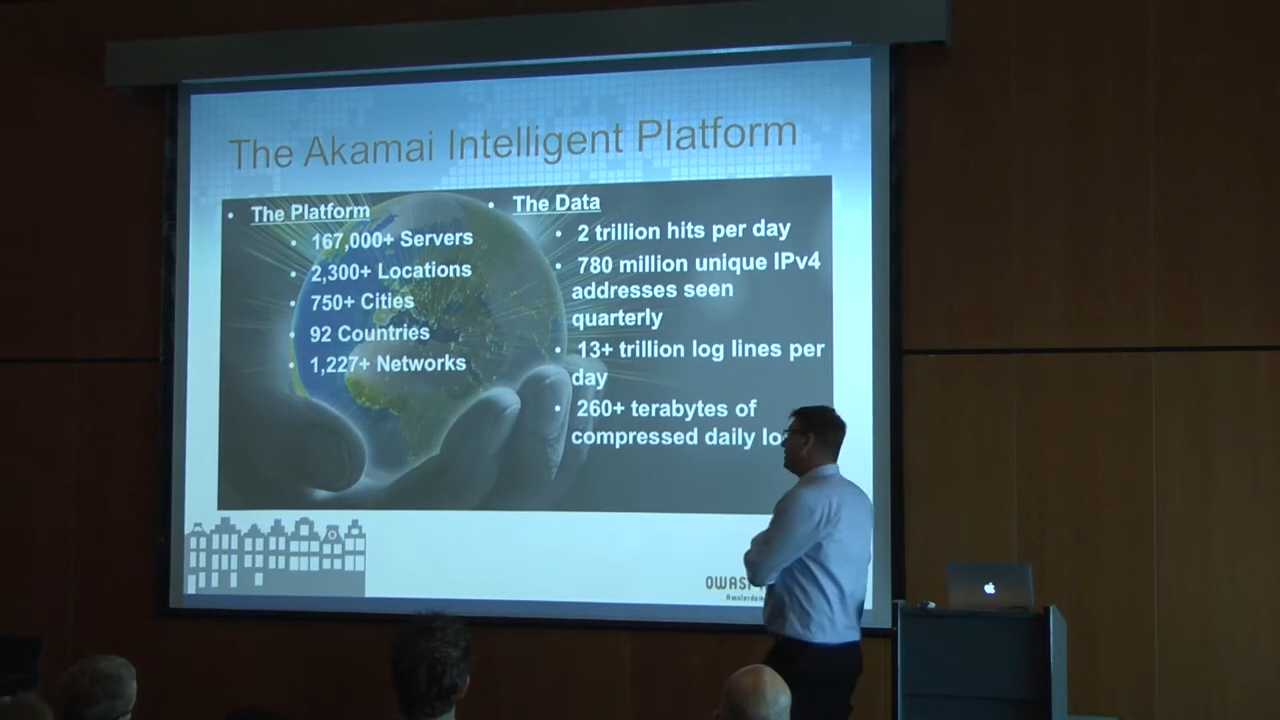 The Akamai Intelligent Platform
• The Platform
• 167,000+ Servers
• 2,300+ Locations
• 750+ Cities
• 92 Countries
• 1,227+ Networks
• The Data
• 2 trillion hits per day
• 780 million unique IPv4
addresses seen
quarterly
• 13+ trillion log lines per
day
• 260+ terabytes of
compressed daily